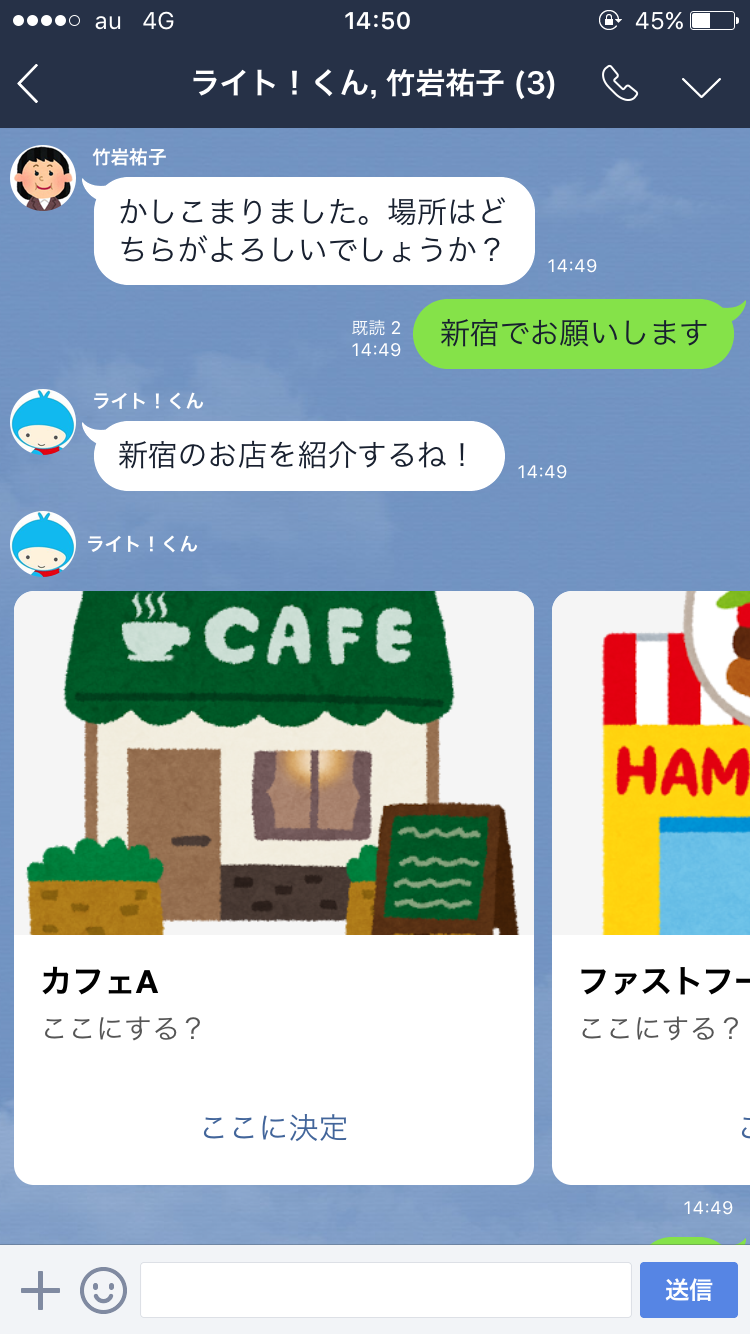 au 4G 14:50 45%
ライト！くん, 竹岩祐子 (3)
竹岩祐子
かしこまりました。場所はど
ちらがよろしいでしょうか？
14:49
既読 2
14:49
新宿でお願いします
ライト！くん
新宿のお店を紹介するね！
14:49
ライト！くん
CAFE
HAM
カフェA
ファストフー
ここにする？
ここにする？
ここに決定
14:49
送信